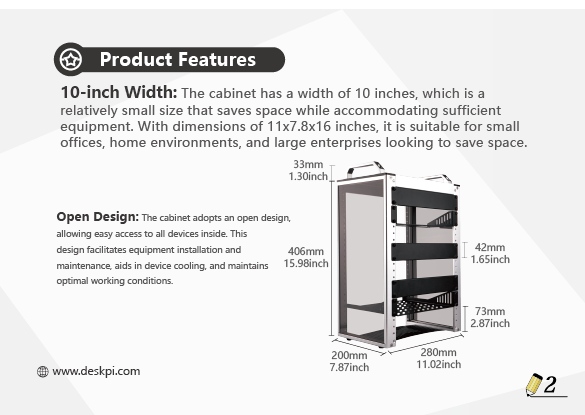 Product Features
10-inch Width: The cabinet has a width of 10 inches, which is a
relatively small size that saves space while accommodating sufficient
equipment. With dimensions of 11x7.8x16 inches, it is suitable for small
offices, home environments, and large enterprises looking to save space.
33mm
1.30inch
Open Design: The cabinet adopts an open design,
allowing easy access to all devices inside. This
design facilitates equipment installation and
maintenance, aids in device cooling, and maintains
optimal working conditions.
406mm
15.98inch
42mm
1.65inch
73mm
2.87inch
200mm
7.87inch
280mm
11.02inch
www.deskpi.com
2